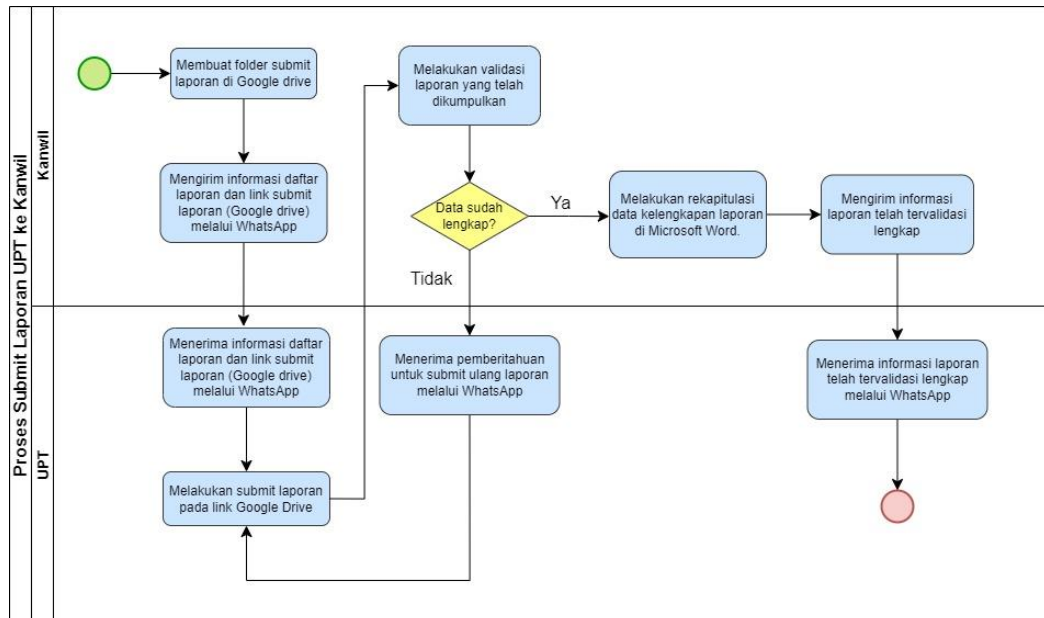 Proses Submit Laporan UPT ke Kanwil
Kanwil
Membuat folder submit
laporan di Google drive
Mengirim informasi daftar
laporan dan link submit
laporan (Google drive)
melalui WhatsApp
Melakukan validasi
laporan yang telah
dikumpulkan
Data sudah
lengkap?
Ya
Tidak
Melakukan rekapitulasi
data kelengkapan laporan
di Microsoft Word.
Mengirim informasi
laporan telah tervalidasi
lengkap
UPT
Menerima informasi daftar
laporan dan link submit
laporan (Google drive)
melalui WhatsApp
Melakukan submit laporan
pada link Google Drive
Menerima pemberitahuan
untuk submit ulang laporan
melalui WhatsApp
Menerima informasi laporan
telah tervalidasi lengkap
melalui WhatsApp